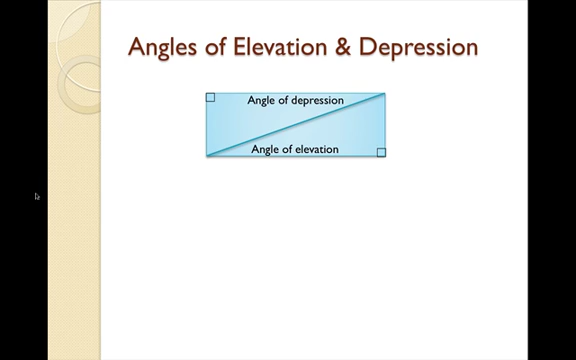 Angles of Elevation & Depression
Angle of depression
Angle of elevation